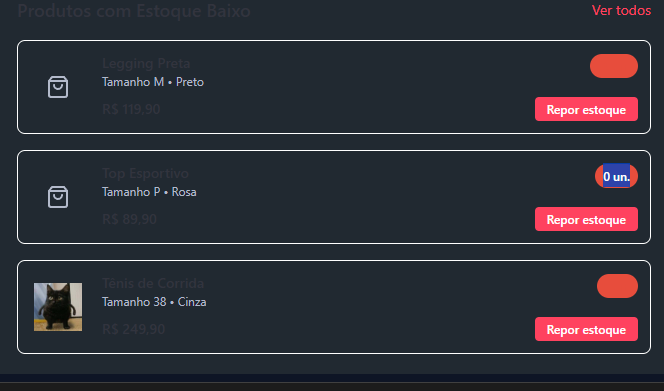 Produtos com Estoque Baixo
Ver todos
Legging Preta
Tamanho M • Preto
R$ 119,90
Repor estoque
Top Esportivo
0 un.
Tamanho P • Rosa
R$ 89,90
Repor estoque
Tênis de Corrida
Tamanho 38 • Cinza
R$ 249,90
Repor estoque